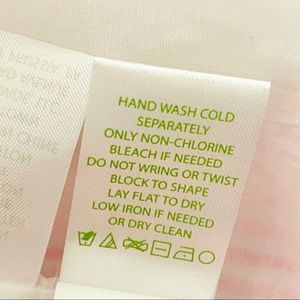 HAND WASH COLD
SEPARATELY
ONLY NON-CHLORINE
BLEACH IF NEEDED
DO NOT WRING OR TWIST
BLOCK TO SHAPE
LAY FLAT TO DRY
LOW IRON IF NEEDED
OR DRY CLEAN